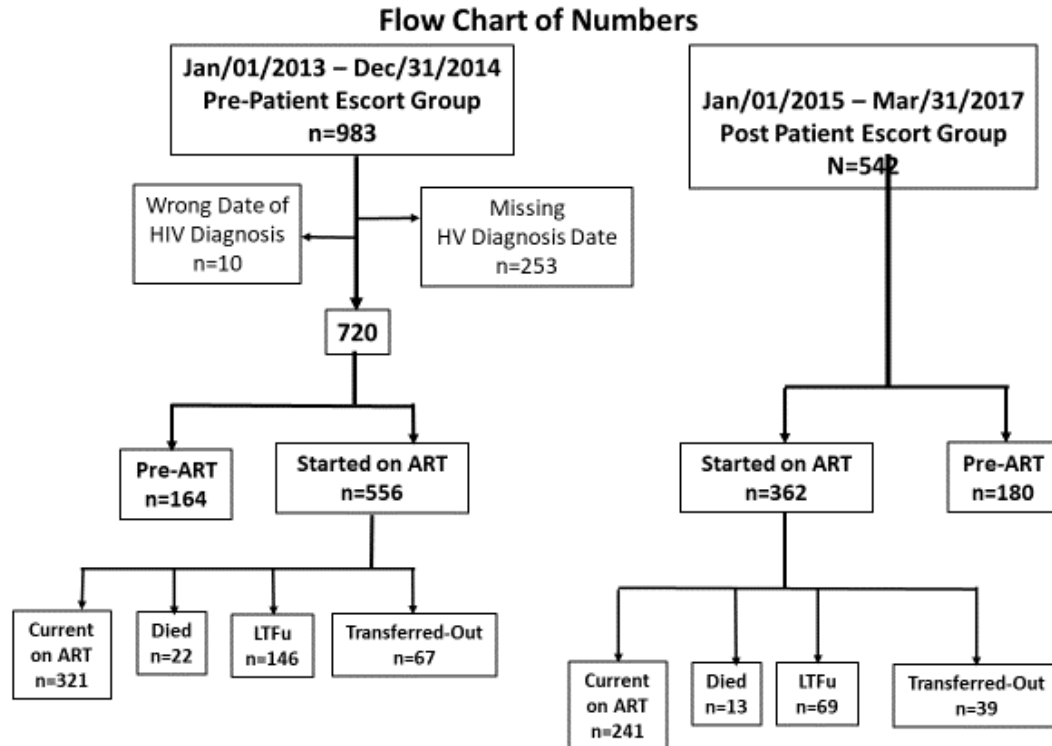 Flow Chart of Numbers
Jan/01/2013 – Dec/31/2014
Pre-Patient Escort Group
n=983
Jan/01/2015 – Mar/31/2017
Post Patient Escort Group
N=542
Wrong Date of
HIV Diagnosis
n=10
Missing
HV Diagnosis Date
n=253
720
Pre-ART
n=164
Started on ART
n=556
Started on ART
n=362
Pre-ART
n=180
Current
on ART
n=321
Died
n=22
LTFu
n=146
Transferred-Out
n=67
Current
on ART
n=241
Died
n=13
LTFu
n=69
Transferred-Out
n=39